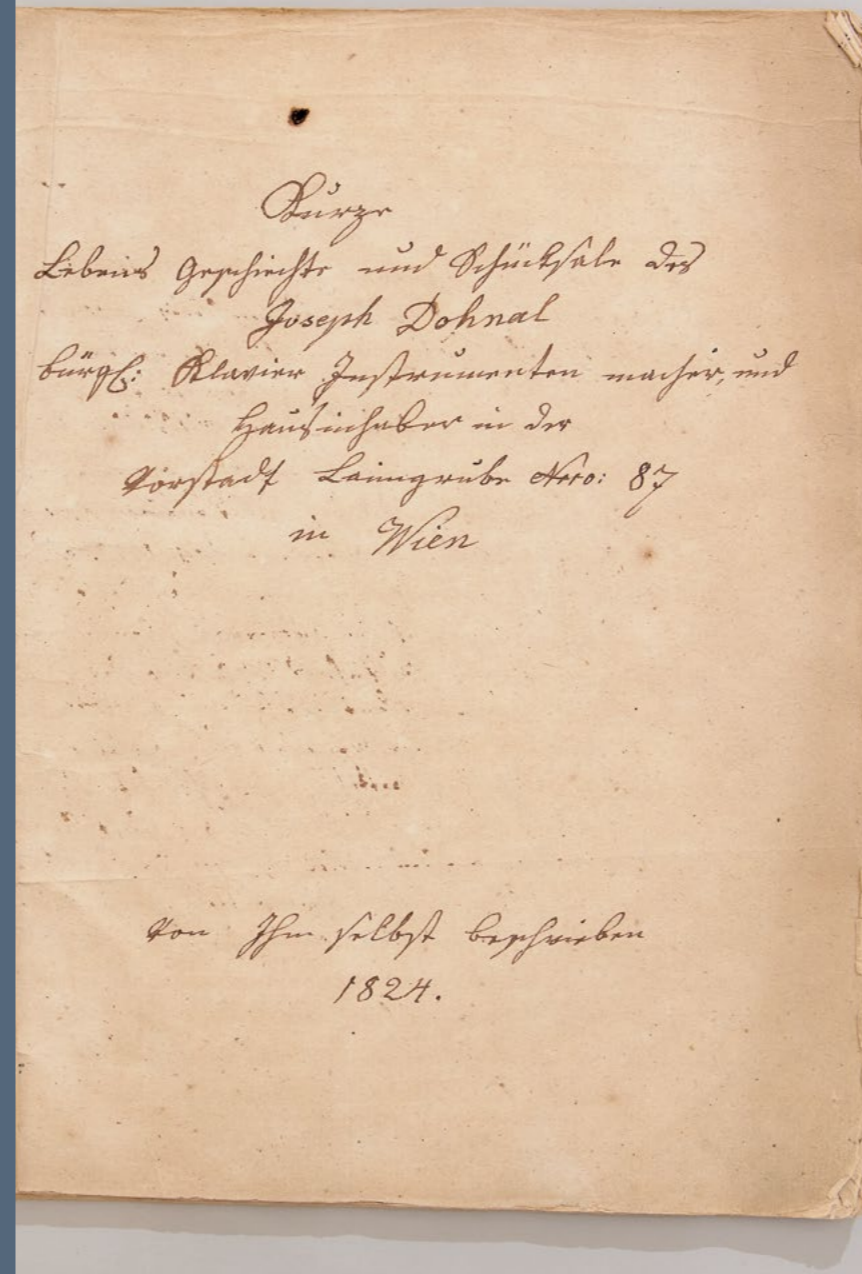 Kurze
Lebens Geschichte und Schücksale des
Joseph Dohnal
bürgl: Klavier Instrumenten macher, und
Hausinhaber in der
Vorstadt Laimgrube Nro: 87
in Wien
Von Ihm selbst beschrieben
1824.